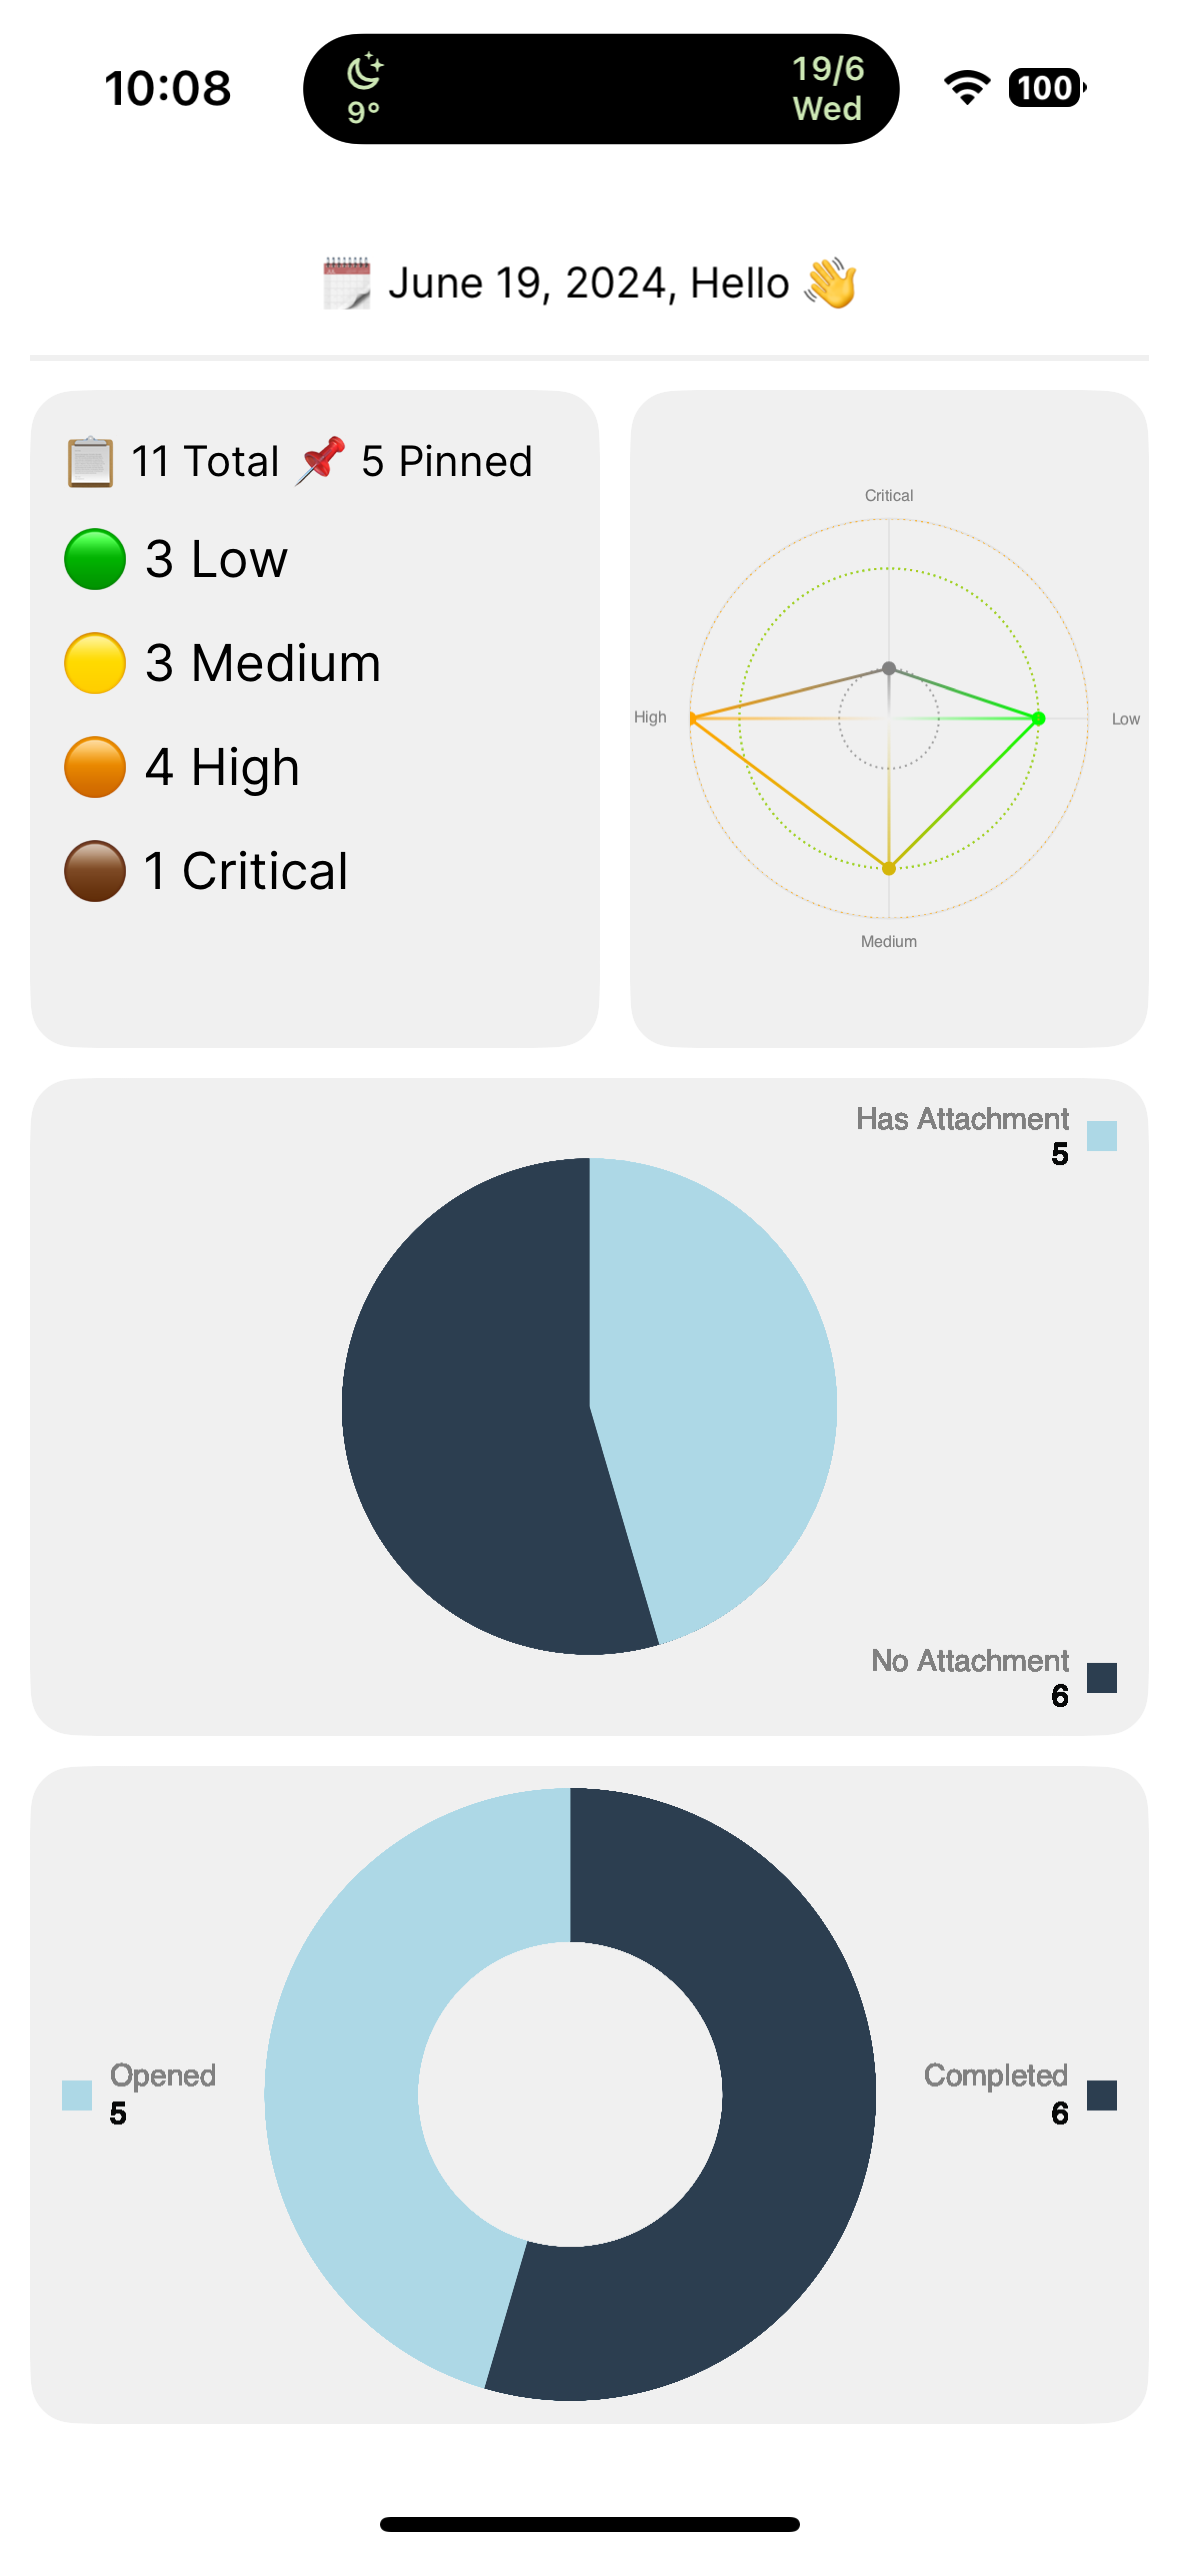 10:08
9°
19/6
Wed
100
June 19, 2024, Hello
11 Total 5 Pinned
3 Low
3 Medium
4 High
1 Critical
Critical
High
Low
Medium
Has Attachment
5
No Attachment
6
Opened
5
Completed
6